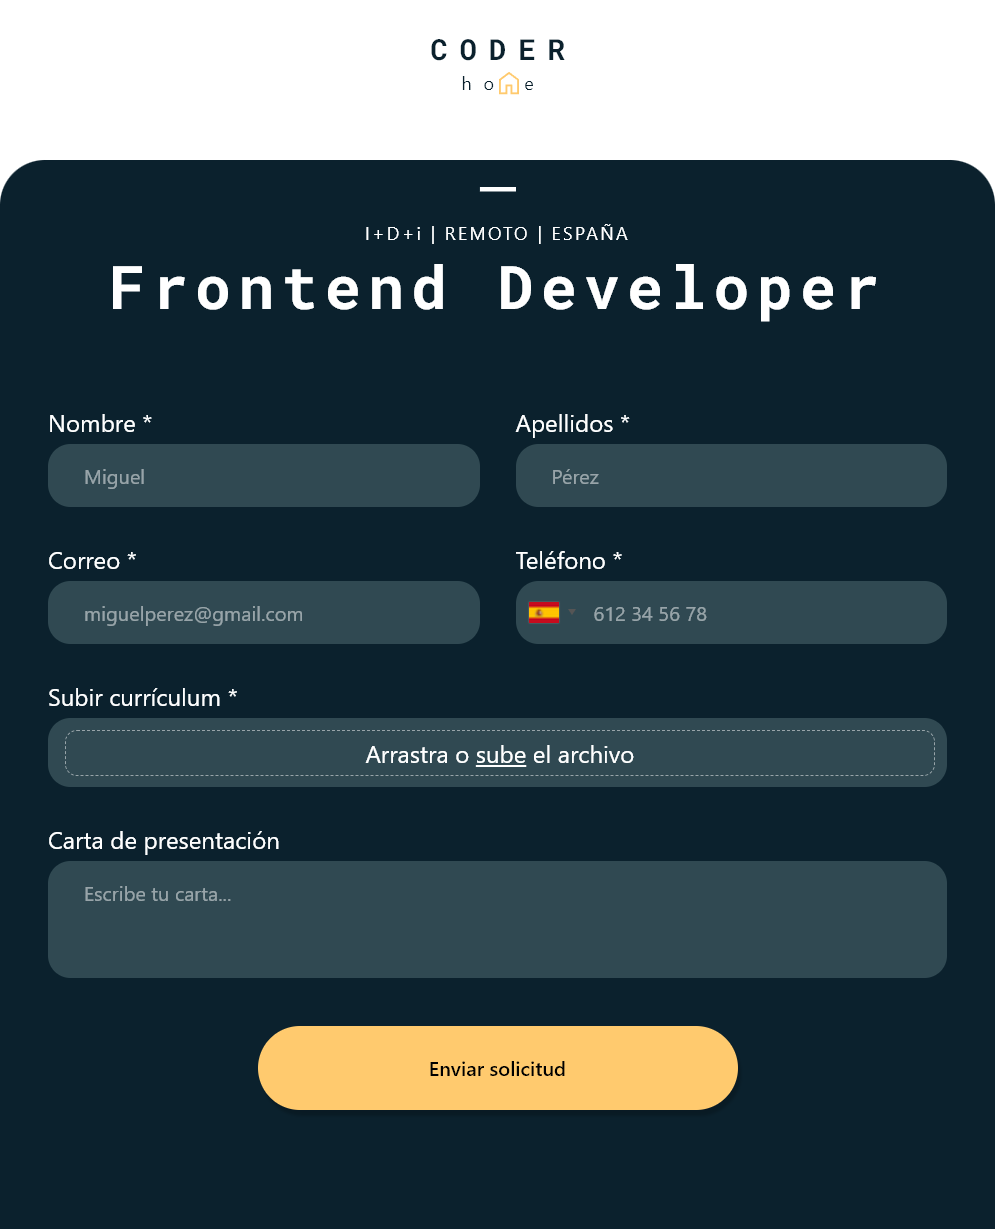 CODER
home
I+D+i | REMOTO | ESPAÑA
Frontend Developer
Nombre *
Apellidos *
Miguel
Pérez
Correo *
Teléfono *
miguelperez@gmail.com
612 34 56 78
Subir currículum *
Arrastra o sube el archivo
Carta de presentación
Escribe tu carta...
Enviar solicitud